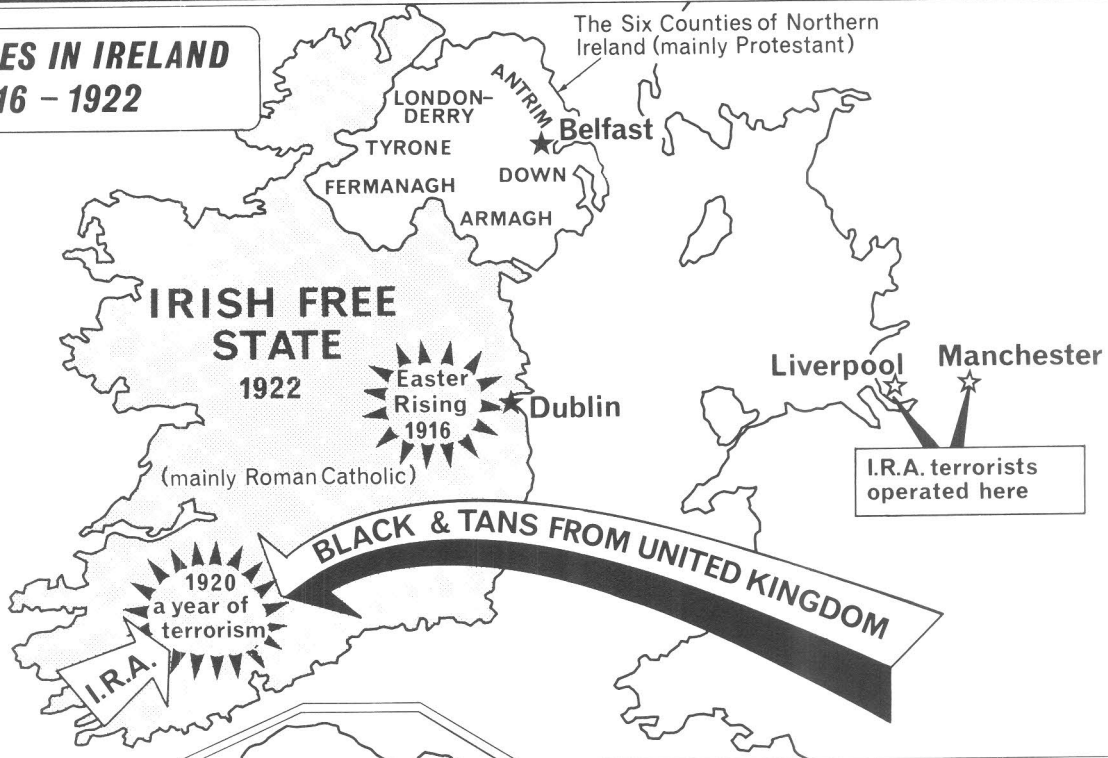 ES IN IRELAND
16 – 1922
The Six Counties of Northern
Ireland (mainly Protestant)
ANTRIM
LONDON–
DERRY
Belfast
TYRONE
DOWN
FERMANAGH
ARMAGH
IRISH FREE
STATE
1922
Easter
Rising
1916
Dublin
Liverpool
Manchester
I.R.A. terrorists
operated here
(mainly Roman Catholic)
BLACK & TANS FROM UNITED KINGDOM
1920
a year of
terrorism
I.R.A.